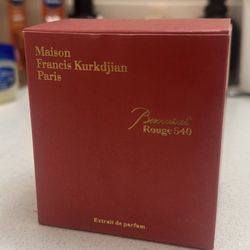 Maison
Francis Kurkdjian
Paris
Baccarat
Rouge 540
Extrait de parfum